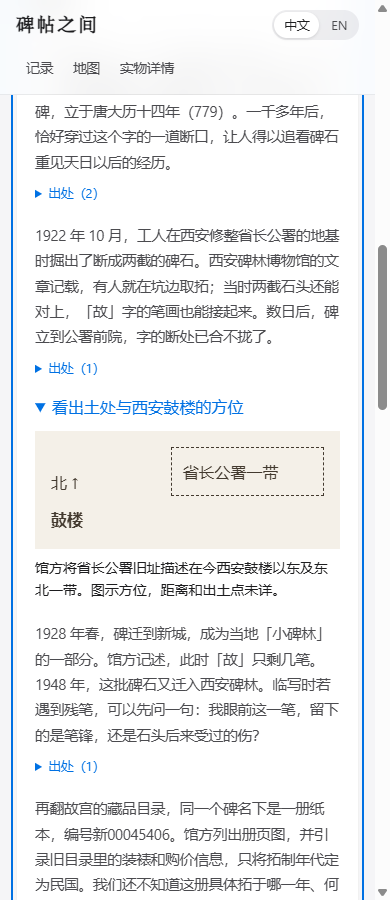 碑帖之间
中文 EN
记录 地图 实物详情
碑，立于唐大历十四年（779）。一千多年后，
恰好穿过这个字的一道断口，让人得以追看碑石
重见天日以后的经历。
▶ 出处（2）
1922 年 10 月，工人在西安修整省长公署的地基
时掘出了断成两截的碑石。西安碑林博物馆的文
章记载，有人就在坑边取拓；当时两截石头还能
对上，「故」字的笔画也能接起来。数日后，碑
立到公署前院，字的断处已合不拢了。
▶ 出处（1）
▼ 看出土处与西安鼓楼的方位
省长公署一带
北↑
鼓楼
馆方将省长公署旧址描述在今西安鼓楼以东及东
北一带。图示方位，距离和出土点未详。
1928 年春，碑迁到新城，成为当地「小碑林」
的一部分。馆方记述，此时「故」只剩几笔。
1948 年，这批碑石又迁入西安碑林。临写时若
遇到残笔，可以先问一句：我眼前这一笔，留下
的是笔锋，还是石头后来受过的伤？
▶ 出处（1）
再翻故宫的藏品目录，同一个碑名下是一册纸
本，编号新00045406。馆方列出册页图，并引
录旧目录里的装裱和购价信息，只将拓制年代定
为民国。我们还不知道这册具体拓于哪一年、何